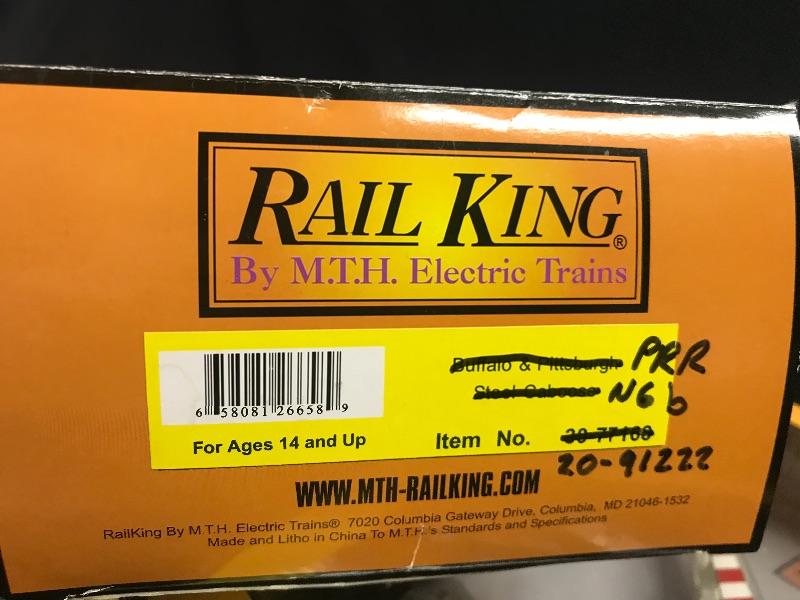 RAIL KING®
By M.T.H. Electric Trains
Buffalo & Pittsburgh PRR
Steel Caboose N6b
6 58081 26658 9
For Ages 14 and Up
Item No. 30-77168
20-91222
WWW.MTH-RAILKING.COM
RailKing By M.T.H. Electric Trains® 7020 Columbia Gateway Drive, Columbia, MD 21046-1532
Made and Litho in China To M.T.H.'s Standards and Specifications